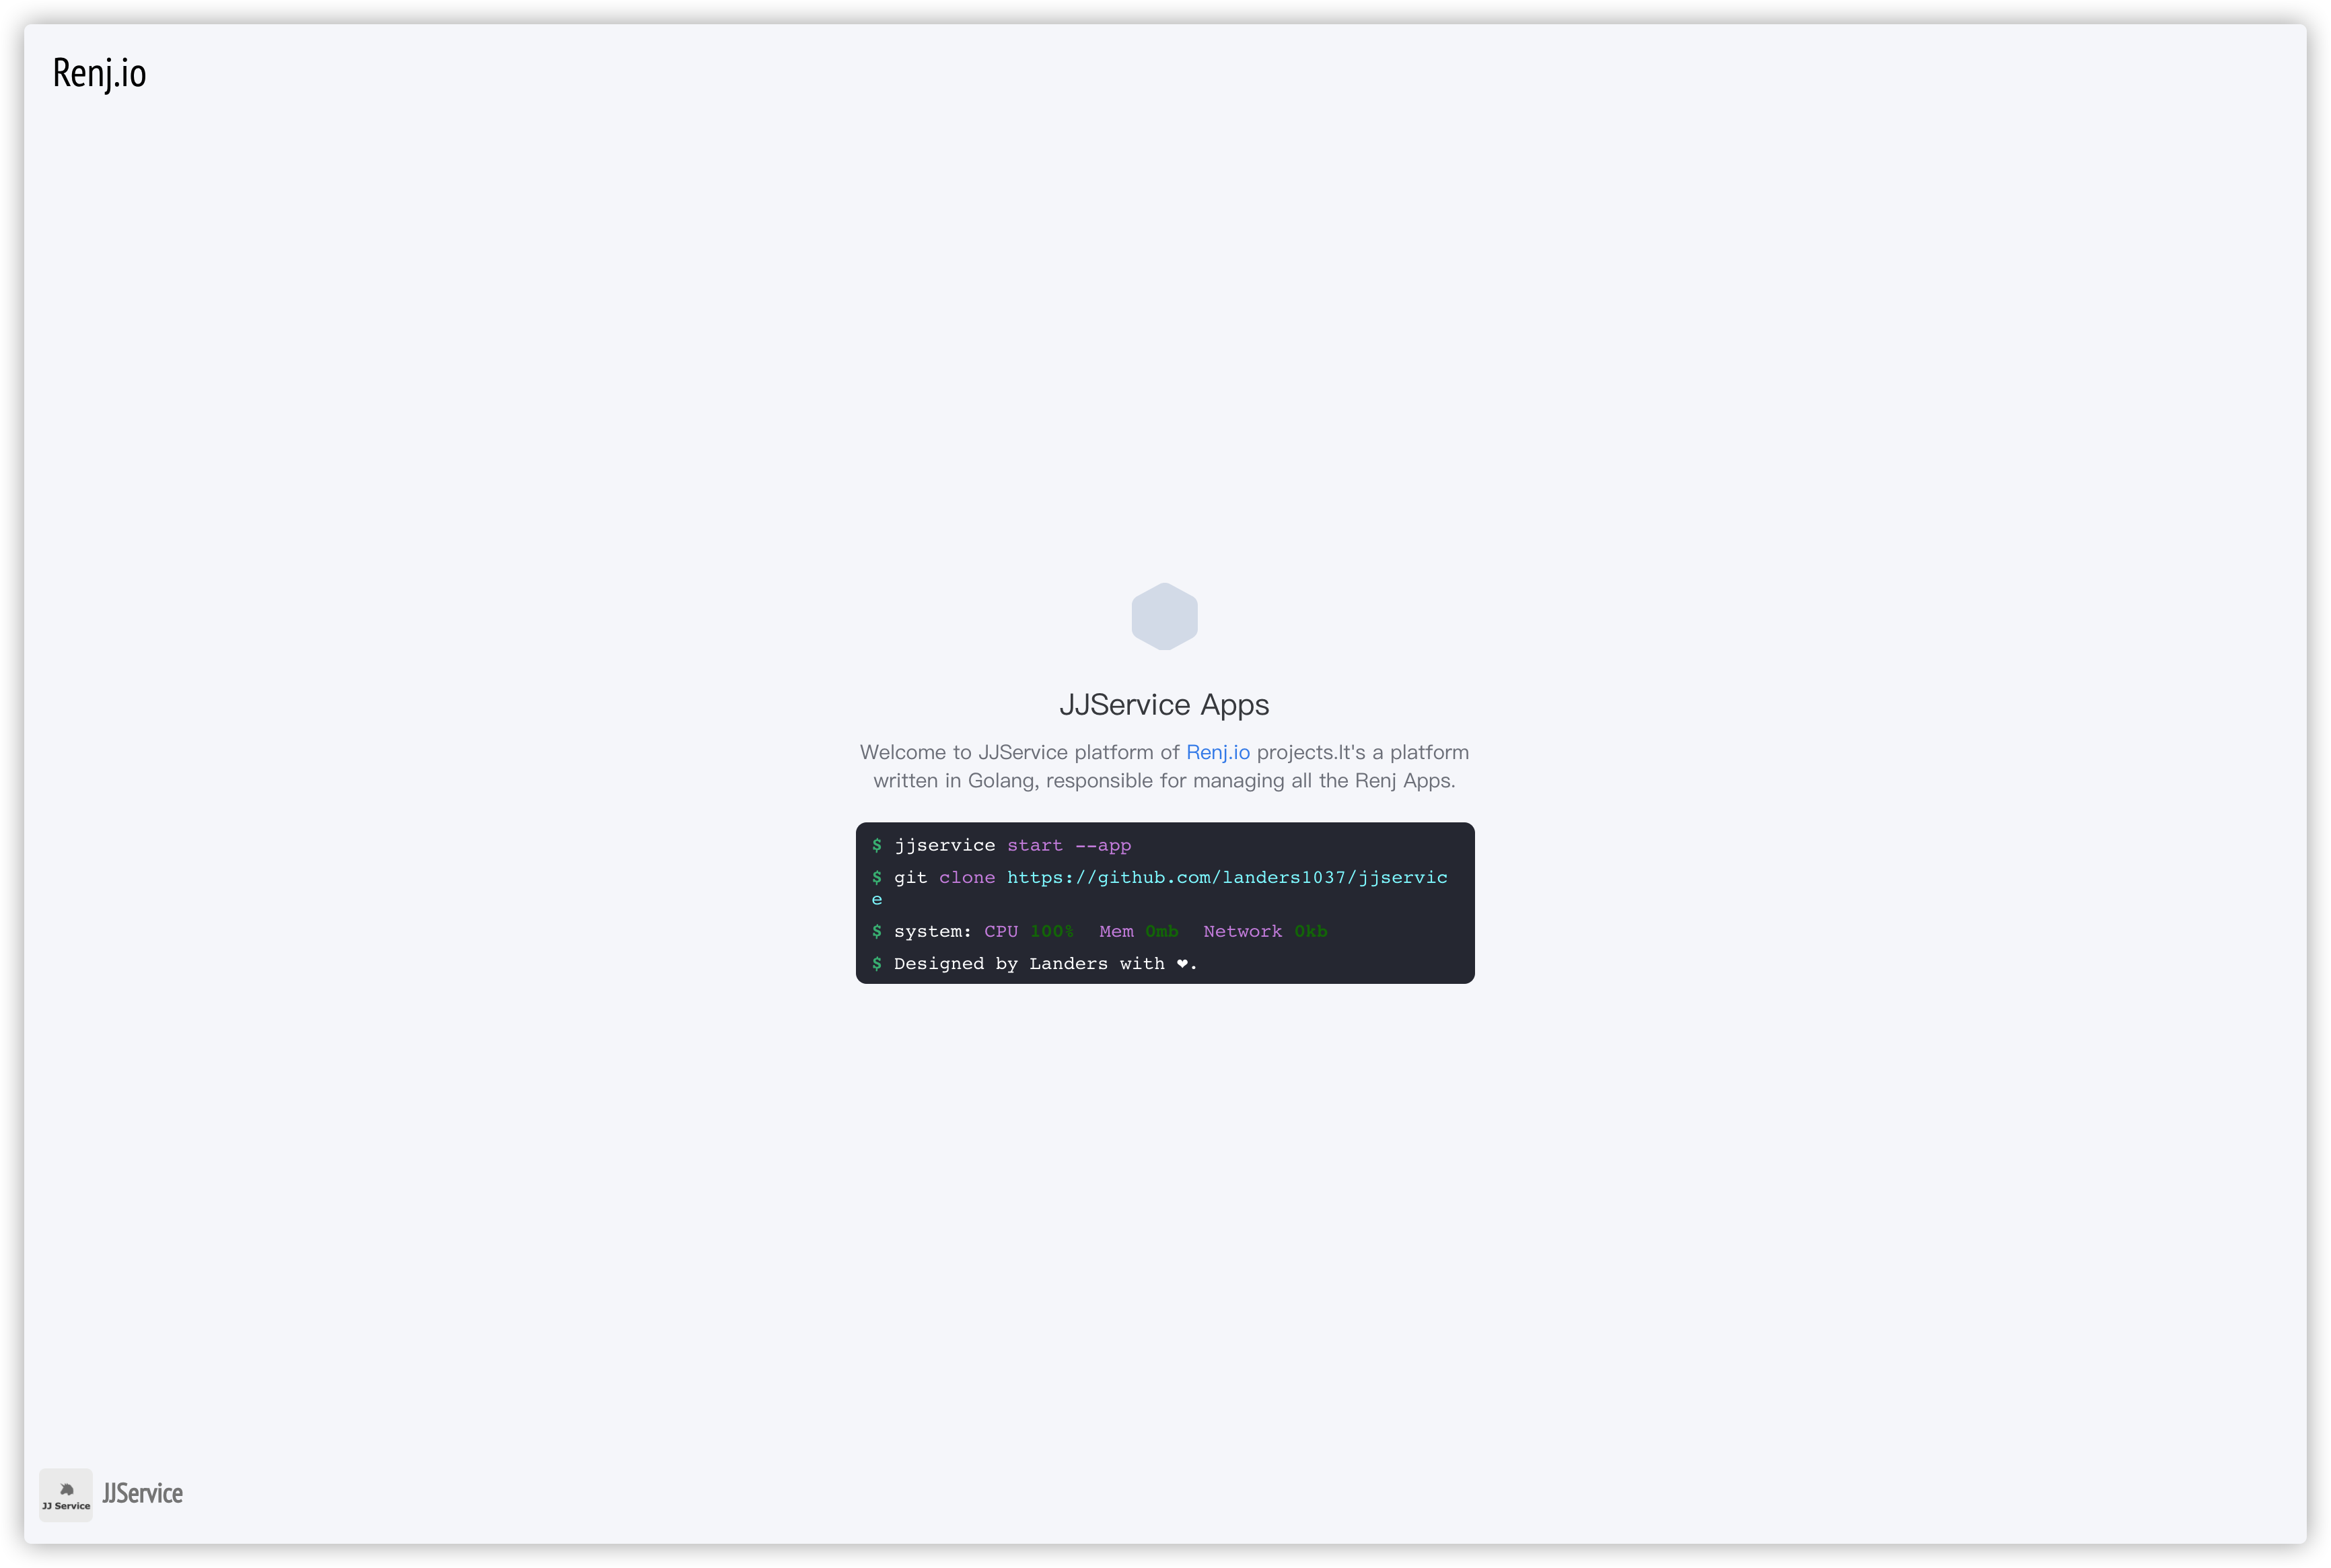 Renj.io
JJService Apps
Welcome to JJService platform of Renj.io projects.It's a platform
written in Golang, responsible for managing all the Renj Apps.
$ jjservice start --app
$ git clone https://github.com/landers1037/jjservic
e
$ system: CPU 100% Mem 0mb Network 0kb
$ Designed by Landers with ❤.
JJ Service
JJService